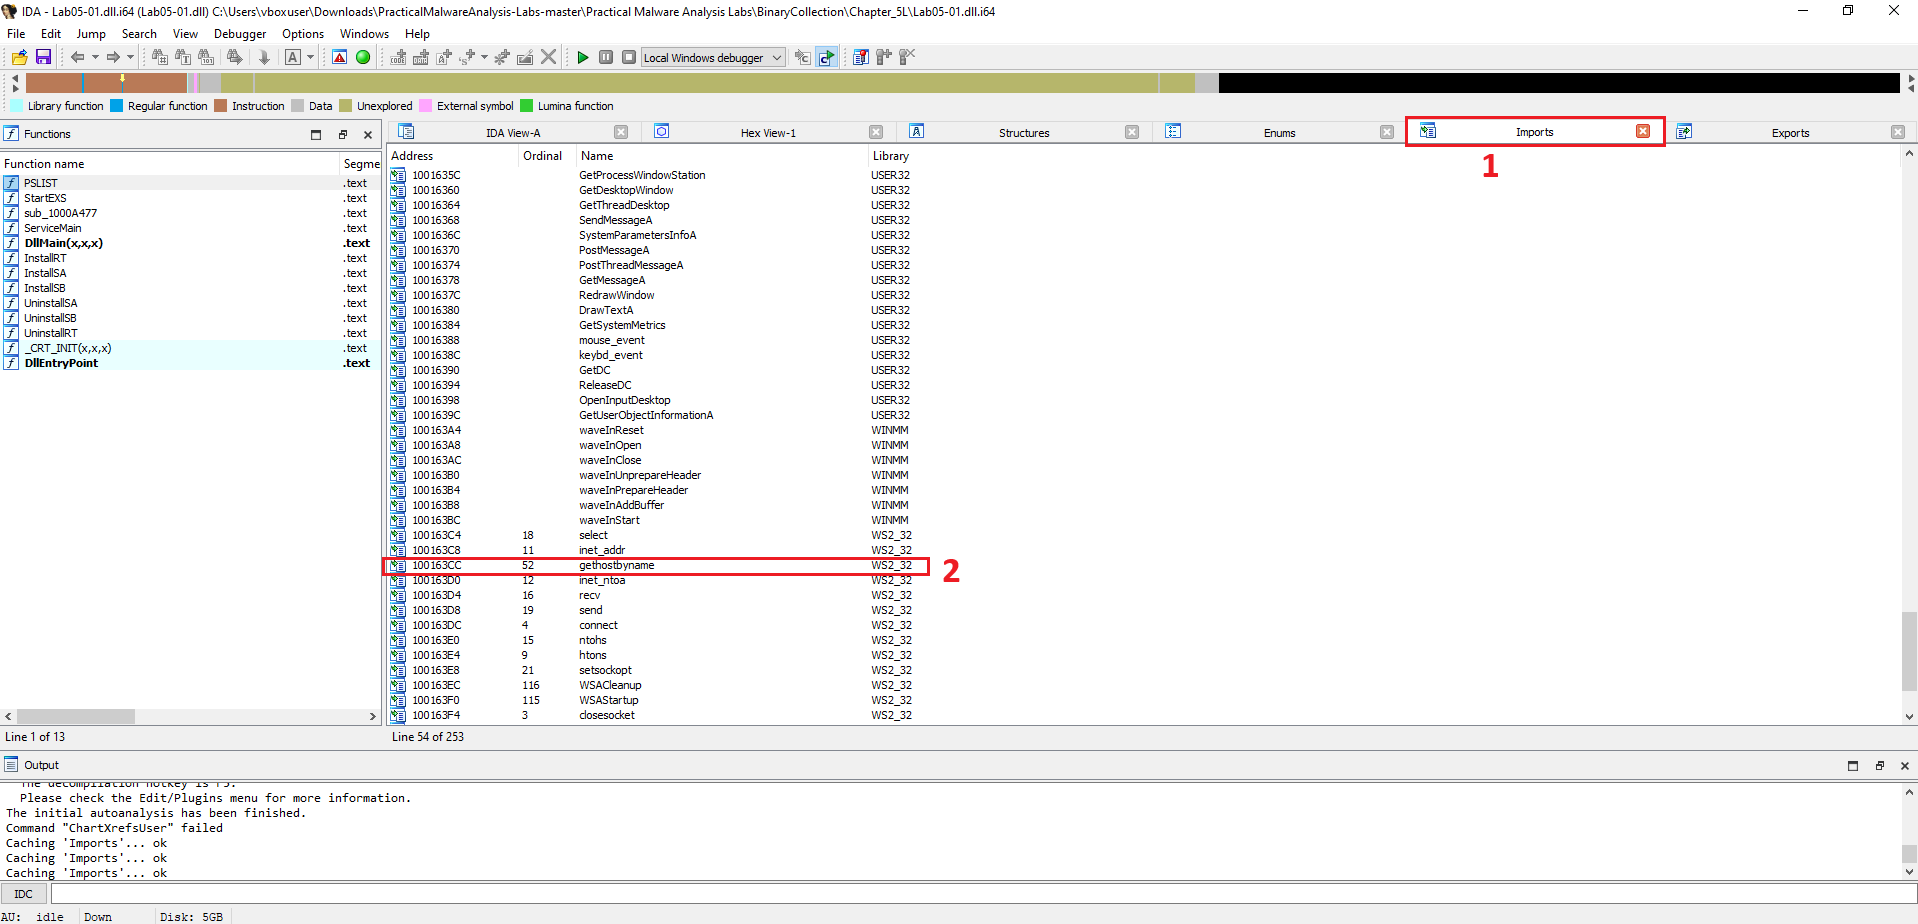 IDA - Lab05-01.dll.i64 (Lab05-01.dll) C:\Users\vboxuser\Downloads\PracticalMalwareAnalysis-Labs-master\Practical Malware Analysis Labs\BinaryCollection\Chapter_5L\Lab05-01.dll.i64
File Edit Jump Search View Debugger Options Windows Help
Local Windows debugger
Library function Regular function Instruction Data Unexplored External symbol Lumina function
Functions
IDA View-A Hex View-1 Structures Enums Imports Exports
1
Function name Segme
PSLIST .text
StartEXS .text
sub_1000A477 .text
ServiceMain .text
DllMain(x,x,x) .text
InstallRT .text
InstallSA .text
InstallSB .text
UninstallSA .text
UninstallSB .text
UninstallRT .text
_CRT_INIT(x,x,x) .text
DllEntryPoint .text
Line 1 of 13
Address Ordinal Name Library
1001635C GetProcessWindowStation USER32
10016360 GetDesktopWindow USER32
10016364 GetThreadDesktop USER32
10016368 SendMessageA USER32
1001636C SystemParametersInfoA USER32
10016370 PostMessageA USER32
10016374 PostThreadMessageA USER32
10016378 GetMessageA USER32
1001637C RedrawWindow USER32
10016380 DrawTextA USER32
10016384 GetSystemMetrics USER32
10016388 mouse_event USER32
1001638C keybd_event USER32
10016390 GetDC USER32
10016394 ReleaseDC USER32
10016398 OpenInputDesktop USER32
1001639C GetUserObjectInformationA USER32
100163A4 waveInReset WINMM
100163A8 waveInOpen WINMM
100163AC waveInClose WINMM
100163B0 waveInUnprepareHeader WINMM
100163B4 waveInPrepareHeader WINMM
100163B8 waveInAddBuffer WINMM
100163BC waveInStart WINMM
100163C4 18 select WS2_32
100163C8 11 inet_addr WS2_32
100163CC 52 gethostbyname WS2_32 2
100163D0 12 inet_ntoa WS2_32
100163D4 16 recv WS2_32
100163D8 19 send WS2_32
100163DC 4 connect WS2_32
100163E0 15 ntohs WS2_32
100163E4 9 htons WS2_32
100163E8 21 setsockopt WS2_32
100163EC 116 WSACleanup WS2_32
100163F0 115 WSAStartup WS2_32
100163F4 3 closesocket WS2_32
Line 54 of 253
Output
The decompilation hotkey is F5.
Please check the Edit/Plugins menu for more information.
The initial autoanalysis has been finished.
Command "ChartXrefsUser" failed
Caching 'Imports'... ok
Caching 'Imports'... ok
Caching 'Imports'... ok
IDC
AU: idle Down Disk: 5GB